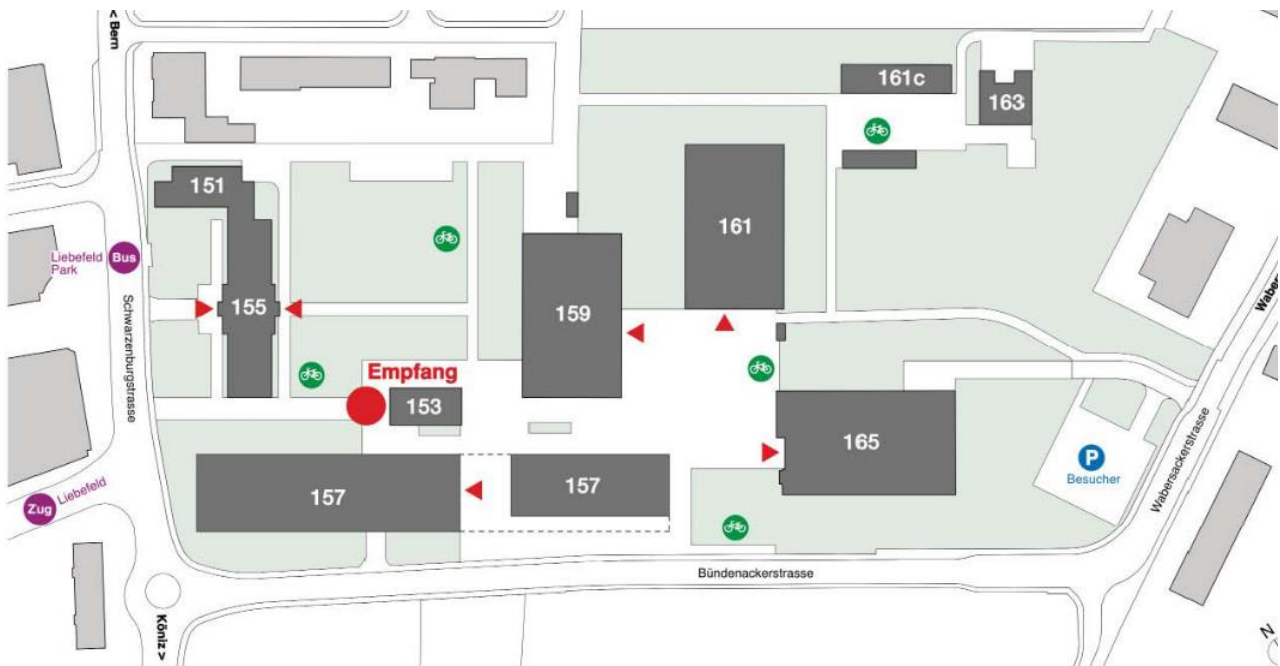 < Bern
161c
163
151
161
Liebefeld
Park
Bus
Schwarzenburgstrasse
155
159
Empfang
153
165
P
Besucher
Wabersackerstrasse
157
157
Zug
Liebefeld
Bündenackerstrasse
Köniz >
N